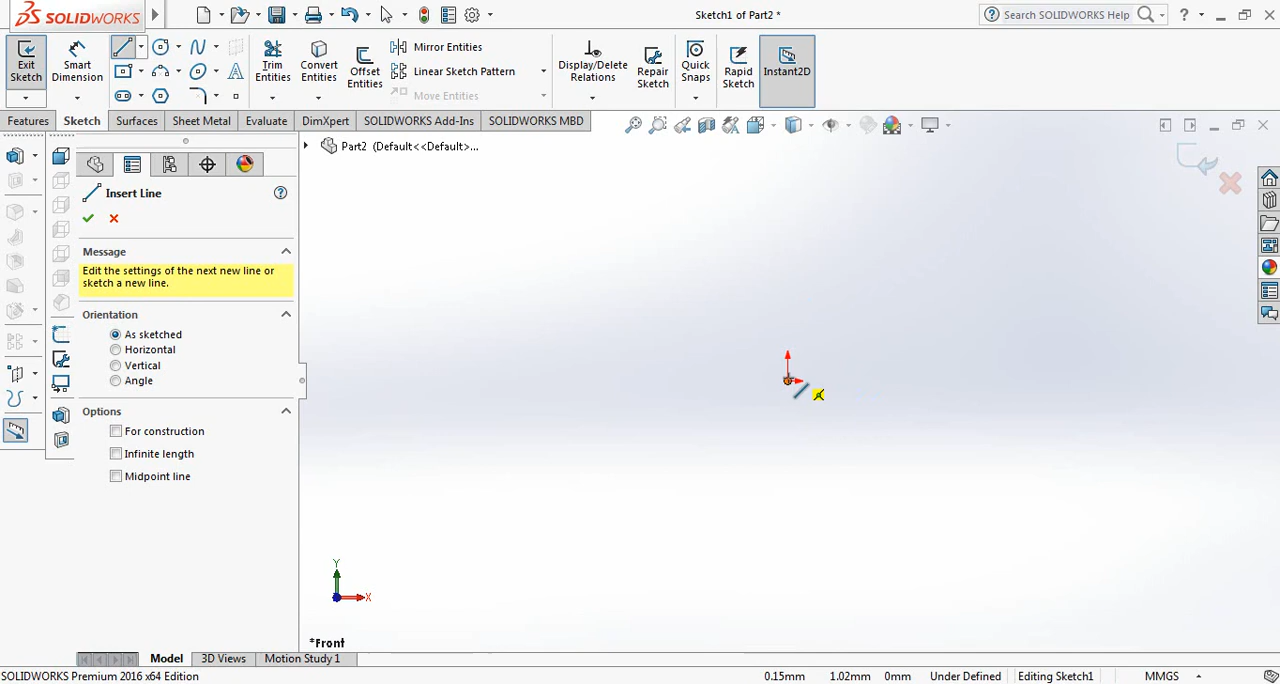 SOLIDWORKS
Sketch1 of Part2 *
Search SOLIDWORKS Help
?
Exit Sketch
Smart Dimension
Trim Entities
Convert Entities
Offset Entities
Mirror Entities
Linear Sketch Pattern
Move Entities
Display/Delete Relations
Repair Sketch
Quick Snaps
Rapid Sketch
Instant2D
Features Sketch Surfaces Sheet Metal Evaluate DimXpert SOLIDWORKS Add-Ins SOLIDWORKS MBD
Part2 (Default<<Default>...
Insert Line
?
Message
Edit the settings of the next new line or
sketch a new line.
Orientation
As sketched
Horizontal
Vertical
Angle
Options
For construction
Infinite length
Midpoint line
Y
X
*Front
Model 3D Views Motion Study 1
SOLIDWORKS Premium 2016 x64 Edition 0.15mm 1.02mm 0mm Under Defined Editing Sketch1 MMGS